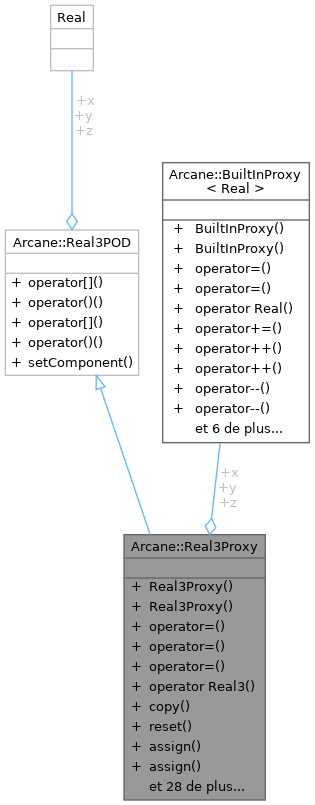 Real
+x
+y
+z
Arcane::Real3POD
+ operator[]()
+ operator()()
+ operator[]()
+ operator()()
+ setComponent()
Arcane::BuiltInProxy
< Real >
+ BuiltInProxy()
+ BuiltInProxy()
+ operator=()
+ operator=()
+ operator Real()
+ operator+=()
+ operator++()
+ operator++()
+ operator--()
+ operator--()
et 6 de plus...
+x
+y
+z
Arcane::Real3Proxy
+ Real3Proxy()
+ Real3Proxy()
+ operator=()
+ operator=()
+ operator=()
+ operator Real3()
+ copy()
+ reset()
+ assign()
+ assign()
et 28 de plus...